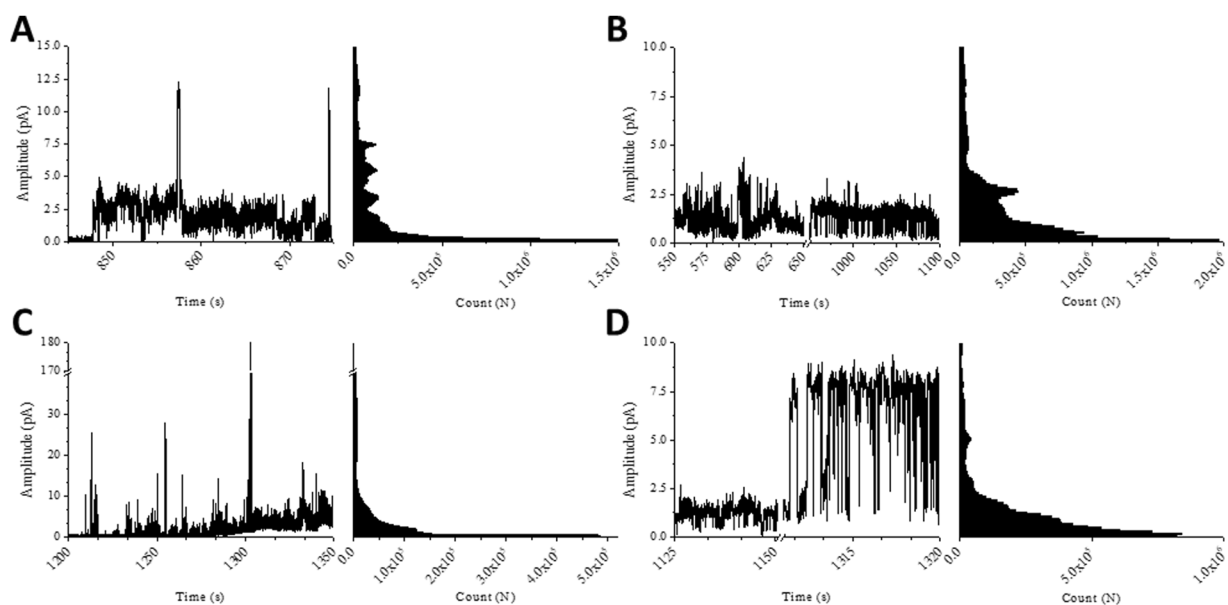 A
15.0
12.5
10.0
7.5
5.0
2.5
0.0
Amplitude (pA)
850
860
870
Time (s)
0.0
5.0x10⁵
1.0x10⁶
1.5x10⁶
Count (N)
B
10.0
7.5
5.0
2.5
0.0
Amplitude (pA)
550
575
600
625
650
1000
1050
1100
Time (s)
0.0
5.0x10⁵
1.0x10⁶
1.5x10⁶
2.0x10⁶
Count (N)
C
180
170
30
20
10
0
Amplitude (pA)
1200
1250
1300
1350
Time (s)
0.0
1.0x10⁵
2.0x10⁵
3.0x10⁵
4.0x10⁵
5.0x10⁵
Count (N)
D
10.0
7.5
5.0
2.5
0.0
Amplitude (pA)
1125
1150
1315
1320
Time (s)
0.0
5.0x10⁵
1.0x10⁶
Count (N)